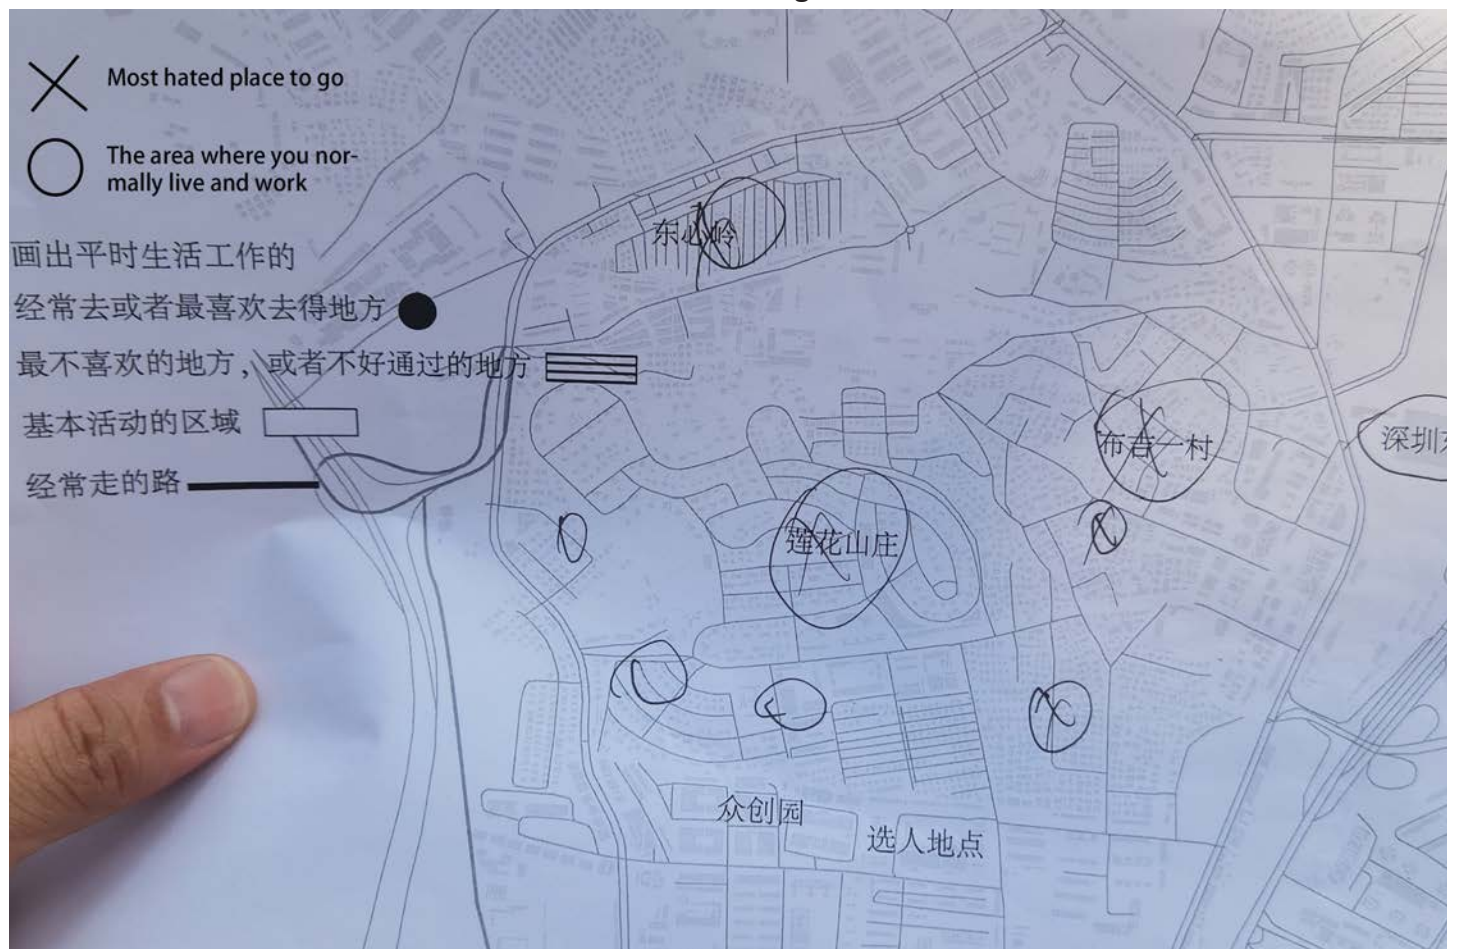 Most hated place to go
The area where you nor-
mally live and work
画出平时生活工作的
经常去或者最喜欢去得地方
最不喜欢的地方，或者不好通过的地方
基本活动的区域
经常走的路
东心岭
布吉一村
深圳东
莲花山庄
众创园
选人地点